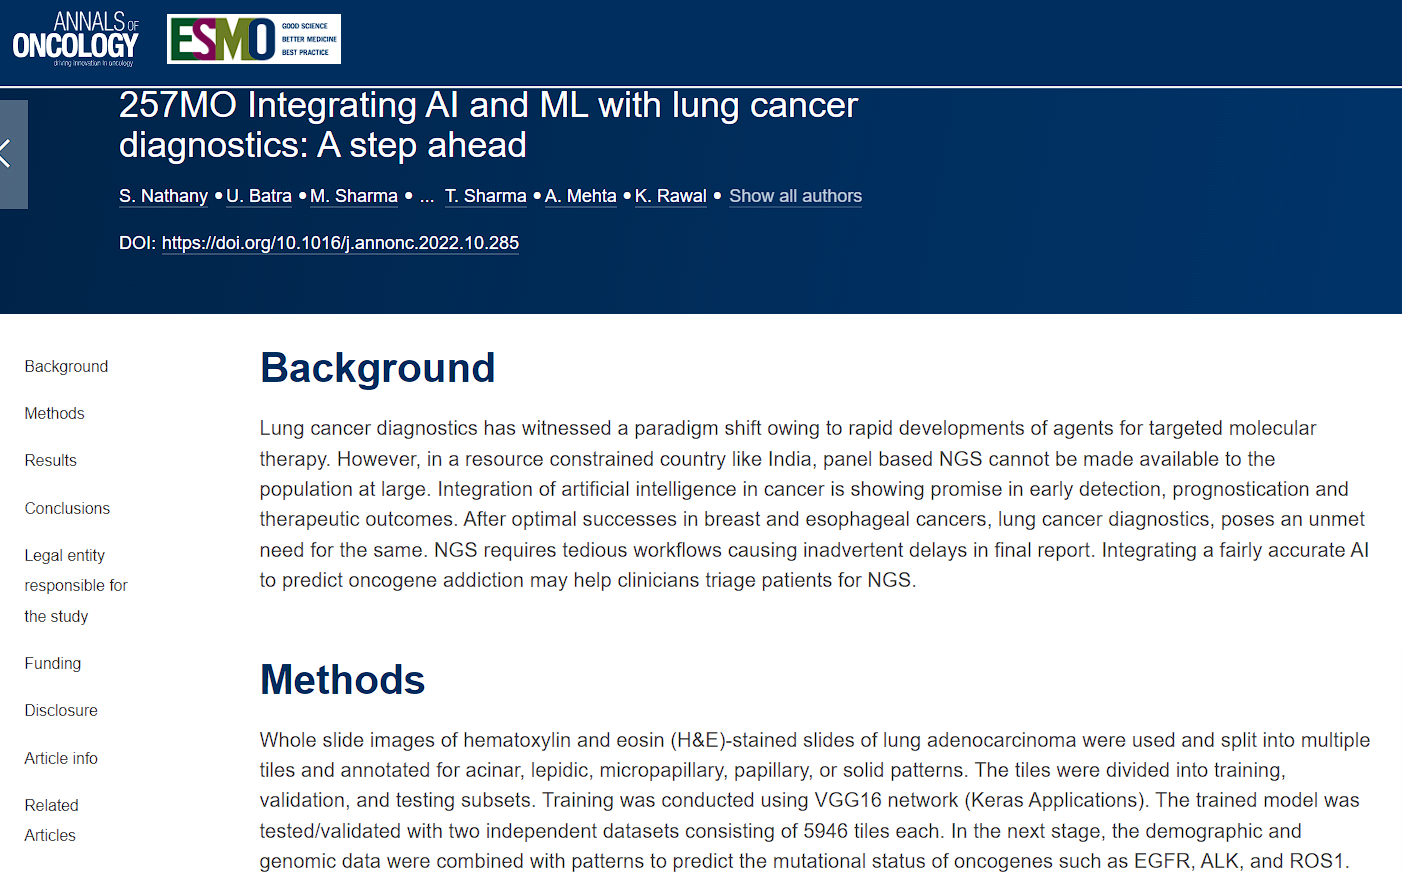 ANNALS OF
ONCOLOGY
driving innovation in oncology
ESMO
GOOD SCIENCE
BETTER MEDICINE
BEST PRACTICE
257MO Integrating AI and ML with lung cancer
diagnostics: A step ahead
S. Nathany • U. Batra • M. Sharma • ... T. Sharma • A. Mehta • K. Rawal • Show all authors
DOI: https://doi.org/10.1016/j.annonc.2022.10.285
Background
Methods
Results
Conclusions
Legal entity
responsible for
the study
Funding
Disclosure
Article info
Related
Articles
Background
Lung cancer diagnostics has witnessed a paradigm shift owing to rapid developments of agents for targeted molecular
therapy. However, in a resource constrained country like India, panel based NGS cannot be made available to the
population at large. Integration of artificial intelligence in cancer is showing promise in early detection, prognostication and
therapeutic outcomes. After optimal successes in breast and esophageal cancers, lung cancer diagnostics, poses an unmet
need for the same. NGS requires tedious workflows causing inadvertent delays in final report. Integrating a fairly accurate AI
to predict oncogene addiction may help clinicians triage patients for NGS.
Methods
Whole slide images of hematoxylin and eosin (H&E)-stained slides of lung adenocarcinoma were used and split into multiple
tiles and annotated for acinar, lepidic, micropapillary, papillary, or solid patterns. The tiles were divided into training,
validation, and testing subsets. Training was conducted using VGG16 network (Keras Applications). The trained model was
tested/validated with two independent datasets consisting of 5946 tiles each. In the next stage, the demographic and
genomic data were combined with patterns to predict the mutational status of oncogenes such as EGFR, ALK, and ROS1.